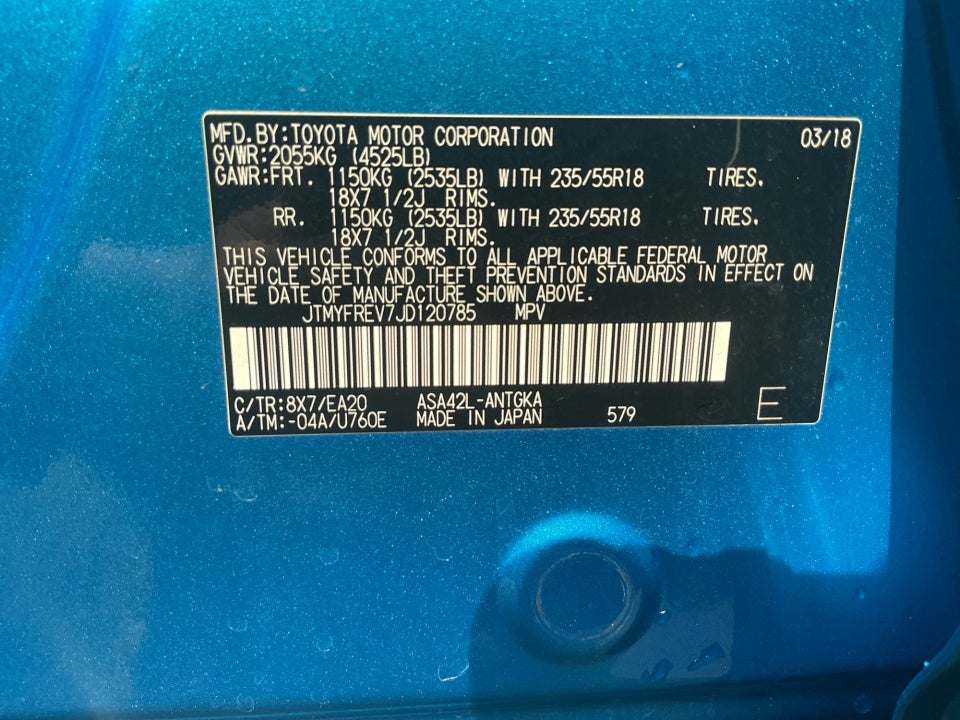 MFD.BY:TOYOTA MOTOR CORPORATION 03/18
GVWR:2055KG (4525LB)
GAWR:FRT. 1150KG (2535LB) WITH 235/55R18 TIRES.
18X7 1/2J RIMS.
RR. 1150KG (2535LB) WITH 235/55R18 TIRES.
18X7 1/2J RIMS.
THIS VEHICLE CONFORMS TO ALL APPLICABLE FEDERAL MOTOR
VEHICLE SAFETY AND THEFT PREVENTION STANDARDS IN EFFECT ON
THE DATE OF MANUFACTURE SHOWN ABOVE.
JTMYFREV7JD120785 MPV
C/TR:8X7/EA20 ASA42L-ANTGKA
A/TM:-04A/U760E MADE IN JAPAN 579 E